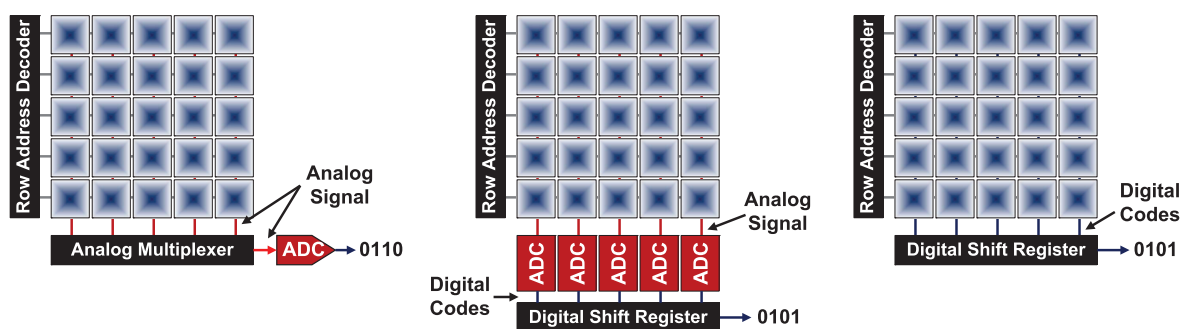 Row Address Decoder
Analog
Signal
Analog Multiplexer
ADC
0110
Row Address Decoder
Analog
Signal
ADC
ADC
ADC
ADC
ADC
Digital
Codes
Digital Shift Register
0101
Row Address Decoder
Digital
Codes
Digital Shift Register
0101